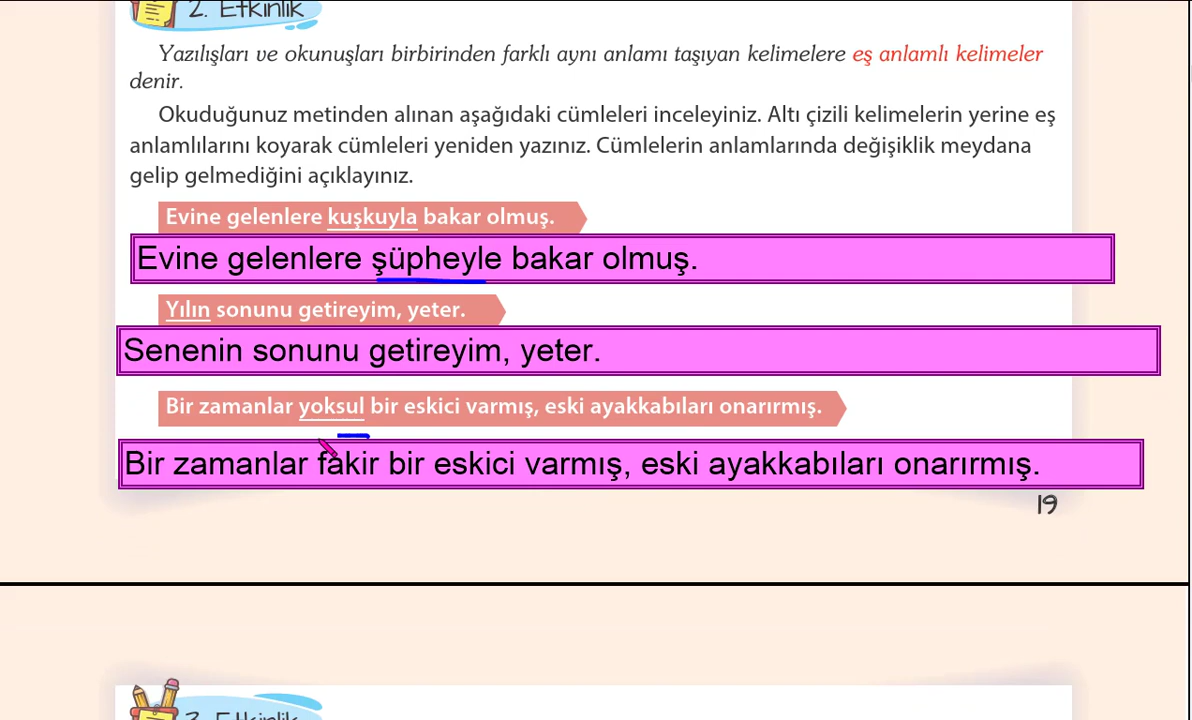 2. Etkinlik
Yazılışları ve okunuşları birbirinden farklı aynı anlamı taşıyan kelimelere eş anlamlı kelimeler
denir.
Okuduğunuz metinden alınan aşağıdaki cümleleri inceleyiniz. Altı çizili kelimelerin yerine eş
anlamlılarını koyarak cümleleri yeniden yazınız. Cümlelerin anlamlarında değişiklik meydana
gelip gelmediğini açıklayınız.
Evine gelenlere kuşkuyla bakar olmuş.
Evine gelenlere şüpheyle bakar olmuş.
Yılın sonunu getireyim, yeter.
Senenin sonunu getireyim, yeter.
Bir zamanlar yoksul bir eskici varmış, eski ayakkabıları onarırmış.
Bir zamanlar fakir bir eskici varmış, eski ayakkabıları onarırmış.
19
3. Etkinlik